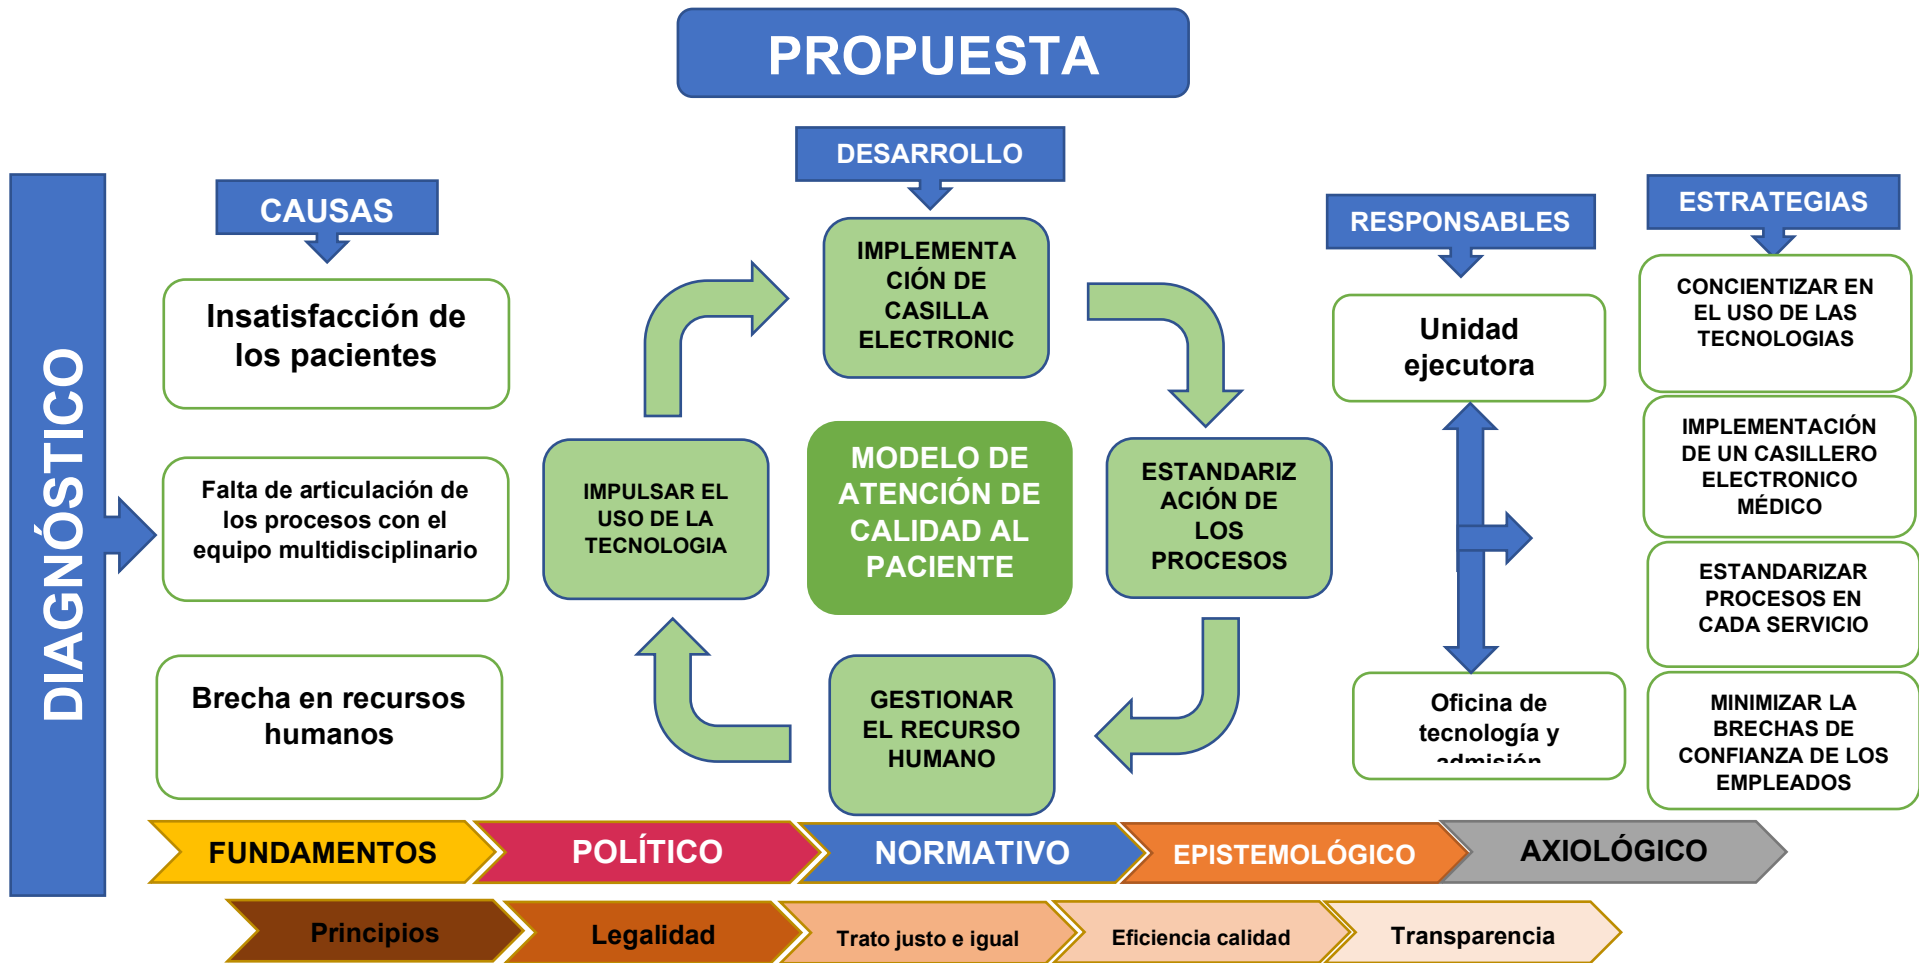 PROPUESTA
DESARROLLO
DIAGNÓSTICO
CAUSAS
Insatisfacción de
los pacientes
Falta de articulación de
los procesos con el
equipo multidisciplinario
Brecha en recursos
humanos
IMPLEMENTA
CIÓN DE
CASILLA
ELECTRONIC
ESTANDARIZ
ACIÓN DE
LOS
PROCESOS
GESTIONAR
EL RECURSO
HUMANO
IMPULSAR EL
USO DE LA
TECNOLOGIA
MODELO DE
ATENCIÓN DE
CALIDAD AL
PACIENTE
RESPONSABLES
Unidad
ejecutora
Oficina de
tecnología y
admisión
ESTRATEGIAS
CONCIENTIZAR EN
EL USO DE LAS
TECNOLOGIAS
IMPLEMENTACIÓN
DE UN CASILLERO
ELECTRONICO
MÉDICO
ESTANDARIZAR
PROCESOS EN
CADA SERVICIO
MINIMIZAR LA
BRECHAS DE
CONFIANZA DE LOS
EMPLEADOS
FUNDAMENTOS
POLÍTICO
NORMATIVO
EPISTEMOLÓGICO
AXIOLÓGICO
Principios
Legalidad
Trato justo e igual
Eficiencia calidad
Transparencia